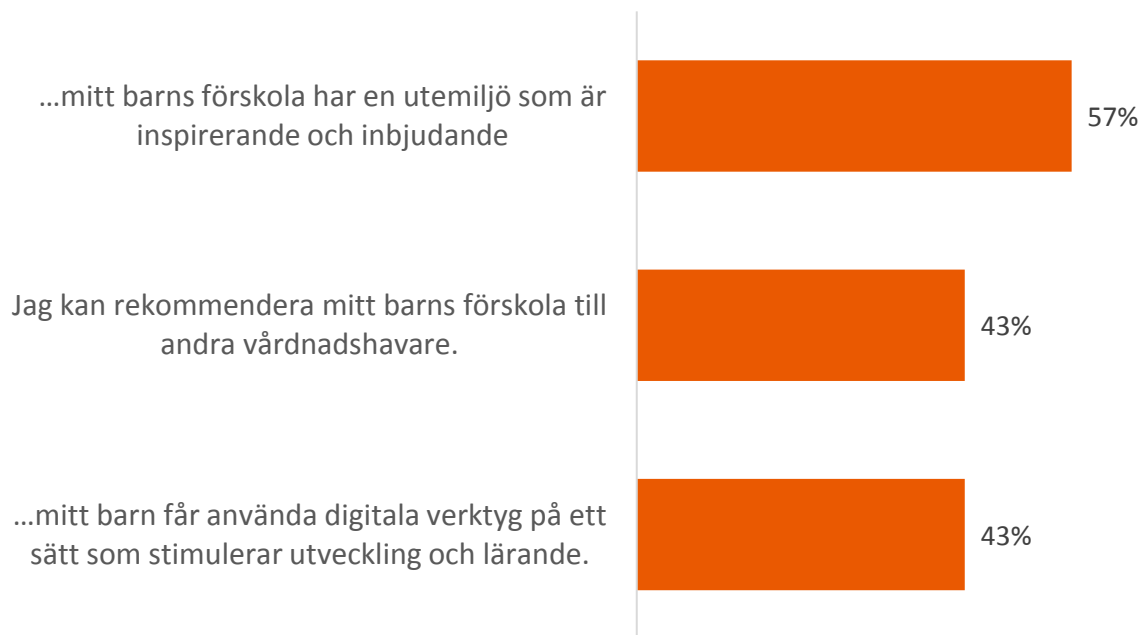 ...mitt barns förskola har en utemiljö som är
inspirerande och inbjudande
57%
Jag kan rekommendera mitt barns förskola till
andra vårdnadshavare.
43%
...mitt barn får använda digitala verktyg på ett
sätt som stimulerar utveckling och lärande.
43%